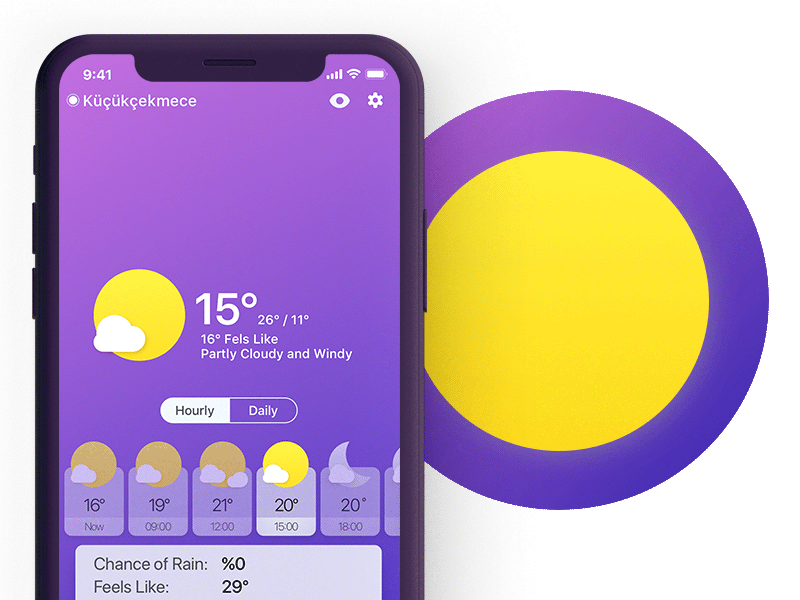 9:41
Küçükçekmece
15° 26° / 11°
16° Fels Like
Partly Cloudy and Windy
Hourly Daily
16° 19° 21° 20° 20°
Now 09:00 12:00 15:00 18:00
Chance of Rain: %0
Feels Like: 29°